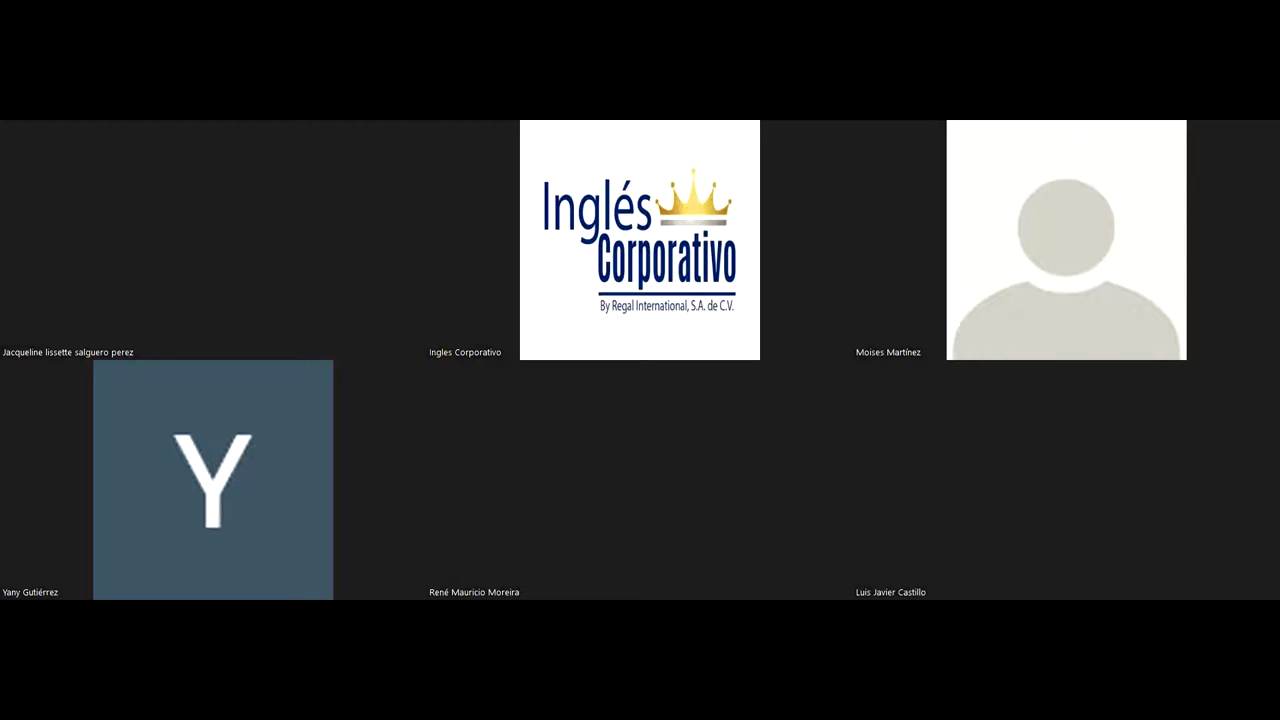 Inglés
Corporativo
By Regal International, S.A. de C.V.
Jacqueline lissette salguero perez
Ingles Corporativo
Moises Martínez
Y
Yany Gutiérrez
René Mauricio Moreira
Luis Javier Castillo